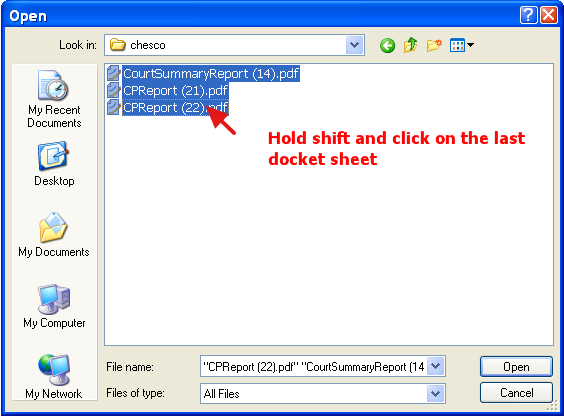 Open
Look in:
chesco
My Recent
Documents
Desktop
My Documents
My Computer
My Network
CourtSummaryReport (14).pdf
CPReport (21).pdf
CPReport (22).pdf
Hold shift and click on the last
docket sheet
File name:
"CPReport (22).pdf" "CourtSummaryReport (14
Open
Files of type:
All Files
Cancel